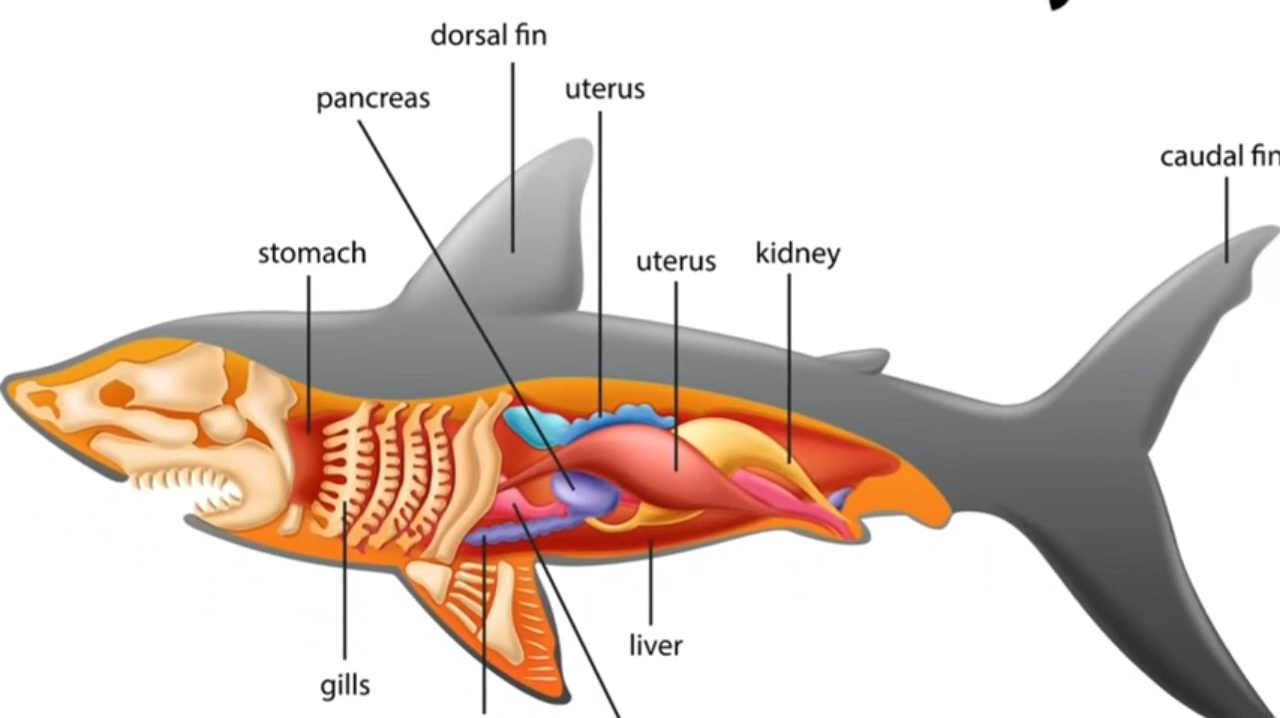 dorsal fin
uterus
pancreas
caudal fin
stomach
uterus
kidney
liver
gills